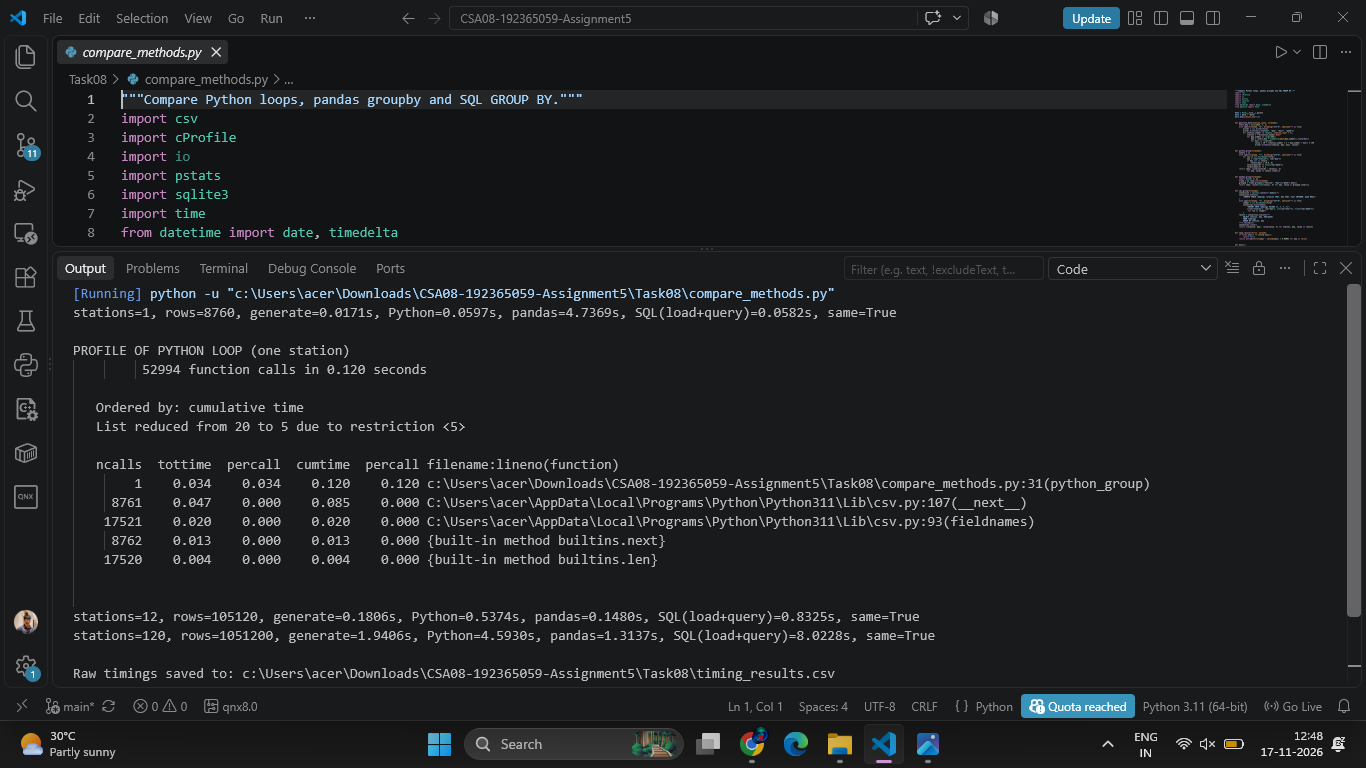 File Edit Selection View Go Run ··· CSA08-192365059-Assignment5 Update
compare_methods.py
Task08 > compare_methods.py > ...
1 """Compare Python loops, pandas groupby and SQL GROUP BY."""
2 import csv
3 import cProfile
4 import io
5 import pstats
6 import sqlite3
7 import time
8 from datetime import date, timedelta
Output Problems Terminal Debug Console Ports Filter (e.g. text, !excludeText, t... Code
[Running] python -u "c:\Users\acer\Downloads\CSA08-192365059-Assignment5\Task08\compare_methods.py"
stations=1, rows=8760, generate=0.0171s, Python=0.0597s, pandas=4.7369s, SQL(load+query)=0.0582s, same=True
PROFILE OF PYTHON LOOP (one station)
52994 function calls in 0.120 seconds
Ordered by: cumulative time
List reduced from 20 to 5 due to restriction <5>
ncalls tottime percall cumtime percall filename:lineno(function)
1 0.034 0.034 0.120 0.120 c:\Users\acer\Downloads\CSA08-192365059-Assignment5\Task08\compare_methods.py:31(python_group)
8761 0.047 0.000 0.085 0.000 C:\Users\acer\AppData\Local\Programs\Python\Python311\Lib\csv.py:107(__next__)
17521 0.020 0.000 0.020 0.000 C:\Users\acer\AppData\Local\Programs\Python\Python311\Lib\csv.py:93(fieldnames)
8762 0.013 0.000 0.013 0.000 {built-in method builtins.next}
17520 0.004 0.000 0.004 0.000 {built-in method builtins.len}
stations=12, rows=105120, generate=0.1806s, Python=0.5374s, pandas=0.1480s, SQL(load+query)=0.8325s, same=True
stations=120, rows=1051200, generate=1.9406s, Python=4.5930s, pandas=1.3137s, SQL(load+query)=8.0228s, same=True
Raw timings saved to: c:\Users\acer\Downloads\CSA08-192365059-Assignment5\Task08\timing_results.csv
11
QNX
1
main* 0 0 qnx8.0 Ln 1, Col 1 Spaces: 4 UTF-8 CRLF { } Python Quota reached Python 3.11 (64-bit) Go Live
30°C
Partly sunny
Search
ENG
IN
12:48
17-11-2026